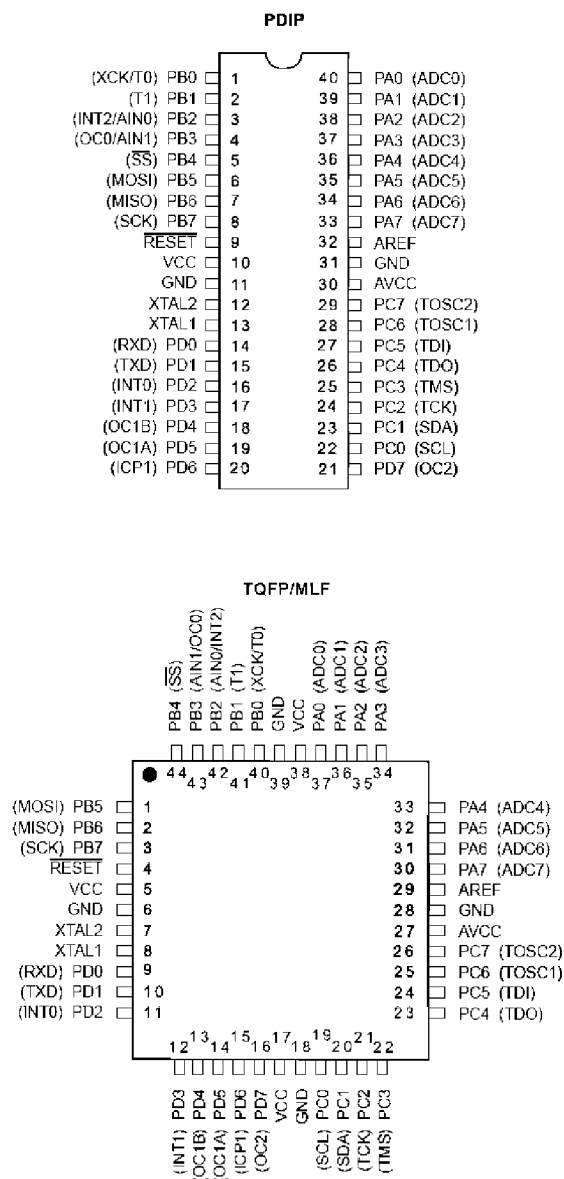 PDIP
(XCK/T0) PB0 1 40 PA0 (ADC0)
(T1) PB1 2 39 PA1 (ADC1)
(INT2/AIN0) PB2 3 38 PA2 (ADC2)
(OC0/AIN1) PB3 4 37 PA3 (ADC3)
(SS) PB4 5 36 PA4 (ADC4)
(MOSI) PB5 6 35 PA5 (ADC5)
(MISO) PB6 7 34 PA6 (ADC6)
(SCK) PB7 8 33 PA7 (ADC7)
RESET 9 32 AREF
VCC 10 31 GND
GND 11 30 AVCC
XTAL2 12 29 PC7 (TOSC2)
XTAL1 13 28 PC6 (TOSC1)
(RXD) PD0 14 27 PC5 (TDI)
(TXD) PD1 15 26 PC4 (TDO)
(INT0) PD2 16 25 PC3 (TMS)
(INT1) PD3 17 24 PC2 (TCK)
(OC1B) PD4 18 23 PC1 (SDA)
(OC1A) PD5 19 22 PC0 (SCL)
(ICP1) PD6 20 21 PD7 (OC2)
TQFP/MLF
PB4 (SS)
PB3 (AIN1/OC0)
PB2 (AIN0/INT2)
PB1 (T1)
PB0 (XCK/T0)
GND
VCC
PA0 (ADC0)
PA1 (ADC1)
PA2 (ADC2)
PA3 (ADC3)
44 43 42 41 40 39 38 37 36 35 34
(MOSI) PB5 1 33 PA4 (ADC4)
(MISO) PB6 2 32 PA5 (ADC5)
(SCK) PB7 3 31 PA6 (ADC6)
RESET 4 30 PA7 (ADC7)
VCC 5 29 AREF
GND 6 28 GND
XTAL2 7 27 AVCC
XTAL1 8 26 PC7 (TOSC2)
(RXD) PD0 9 25 PC6 (TOSC1)
(TXD) PD1 10 24 PC5 (TDI)
(INT0) PD2 11 23 PC4 (TDO)
12 13 14 15 16 17 18 19 20 21 22
(INT1) PD3
(OC1B) PD4
(OC1A) PD5
(ICP1) PD6
(OC2) PD7
VCC
GND
(SCL) PC0
(SDA) PC1
(TCK) PC2
(TMS) PC3